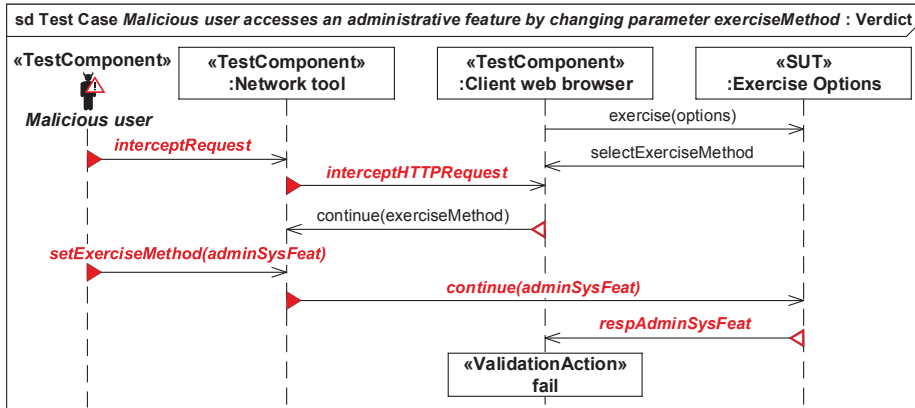 sd Test Case Malicious user accesses an administrative feature by changing parameter exerciseMethod : Verdict
«TestComponent»
Malicious user
«TestComponent»
:Network tool
«TestComponent»
:Client web browser
«SUT»
:Exercise Options
exercise(options)
interceptRequest
selectExerciseMethod
interceptHTTPRequest
continue(exerciseMethod)
setExerciseMethod(adminSysFeat)
continue(adminSysFeat)
respAdminSysFeat
«ValidationAction»
fail